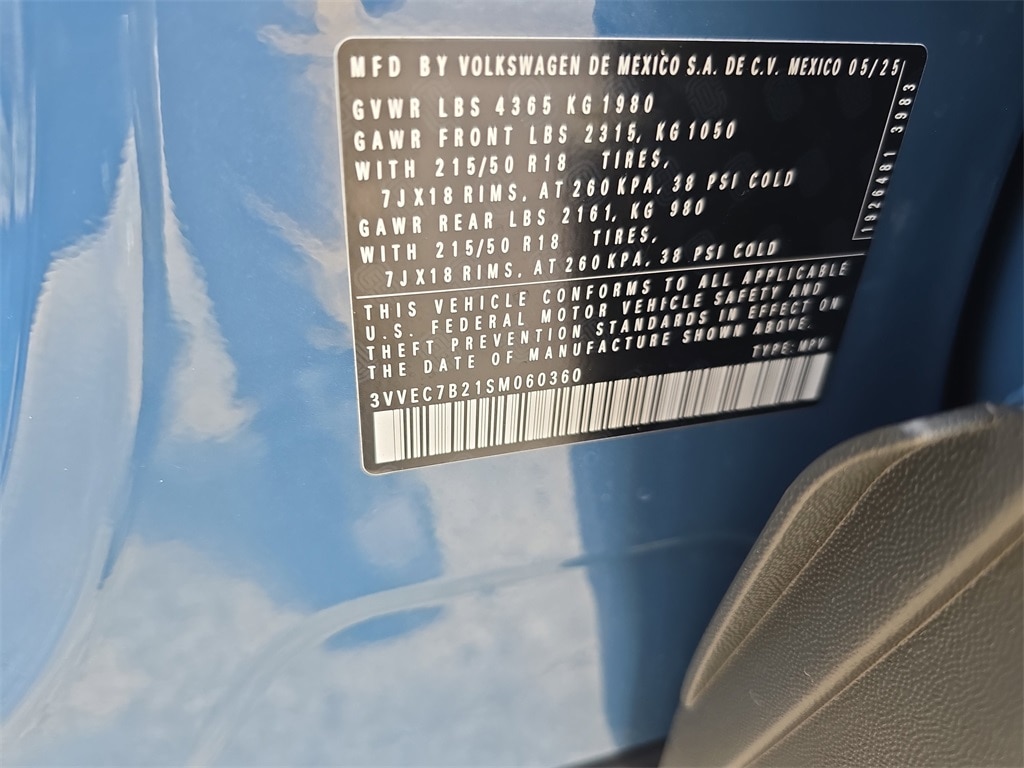 MFD BY VOLKSWAGEN DE MEXICO S.A. DE C.V. MEXICO 05/25
GVWR LBS 4365 KG 1980
GAWR FRONT LBS 2315, KG 1050
WITH 215/50 R18 TIRES,
7JX18 RIMS, AT 260 KPA, 38 PSI COLD
GAWR REAR LBS 2161, KG 980
WITH 215/50 R18 TIRES,
7JX18 RIMS, AT 260 KPA, 38 PSI COLD
1926481 3983
THIS VEHICLE CONFORMS TO ALL APPLICABLE
U.S. FEDERAL MOTOR VEHICLE SAFETY AND
THEFT PREVENTION STANDARDS IN EFFECT ON
THE DATE OF MANUFACTURE SHOWN ABOVE.
TYPE: MPV
3VVEC7B21SM060360